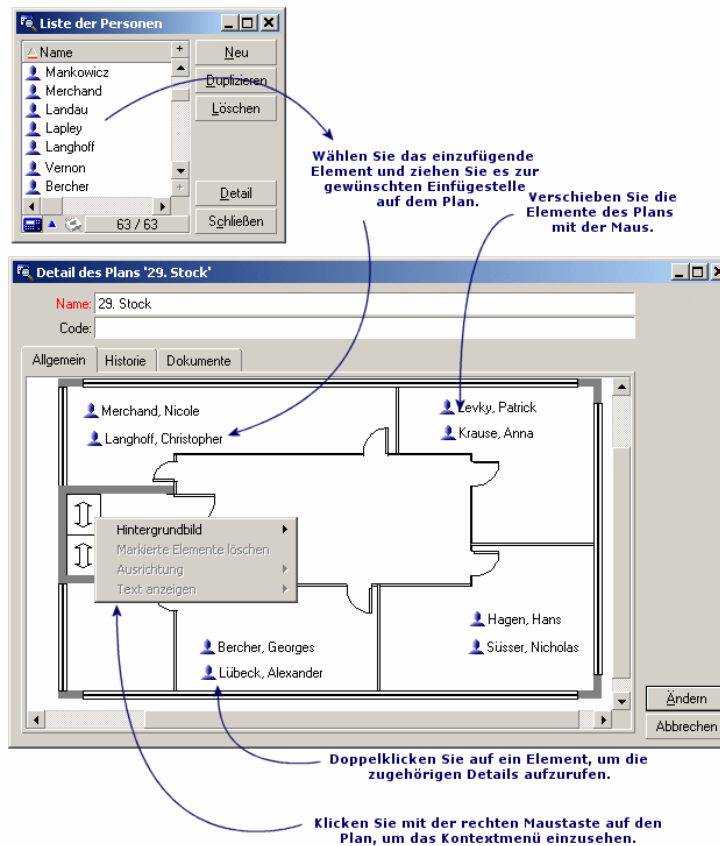 Liste der Personen
Name
+
Mankowicz
Merchand
Landau
Lapley
Langhoff
Vernon
Bercher
+
63 / 63
Neu
Duplizieren
Löschen
Detail
Schließen
Wählen Sie das einzufügende
Element und ziehen Sie es zur
gewünschten Einfügestelle
auf dem Plan.
Verschieben Sie die
Elemente des Plans
mit der Maus.
Detail des Plans '29. Stock'
Name: 29. Stock
Code:
Allgemein Historie Dokumente
Merchand, Nicole
Langhoff, Christopher
Levky, Patrick
Krause, Anna
Hintergrundbild
Markierte Elemente löschen
Ausrichtung
Text anzeigen
Hagen, Hans
Süsser, Nicholas
Bercher, Georges
Lübeck, Alexander
Ändern
Abbrechen
Doppelklicken Sie auf ein Element, um die
zugehörigen Details aufzurufen.
Klicken Sie mit der rechten Maustaste auf den
Plan, um das Kontextmenü einzusehen.